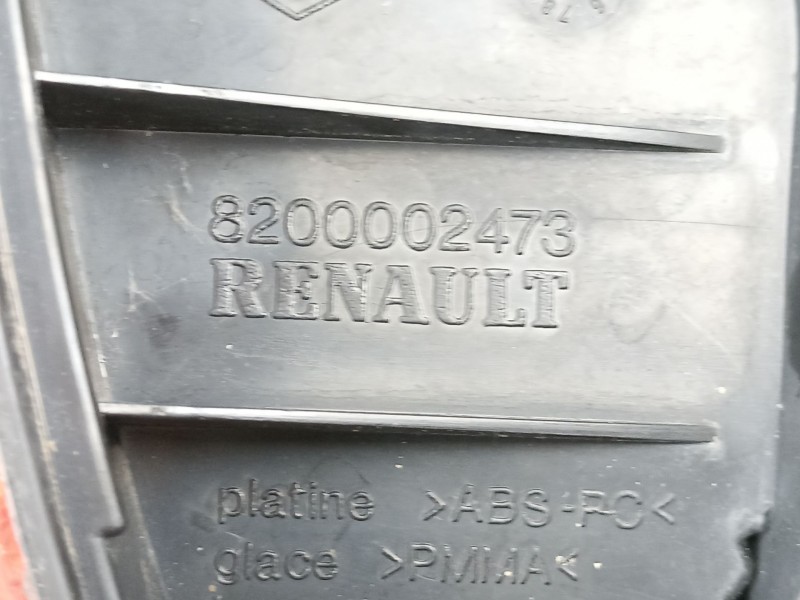 8200002473
RENAULT
platine >ABS-PC<
glace >PMMA<